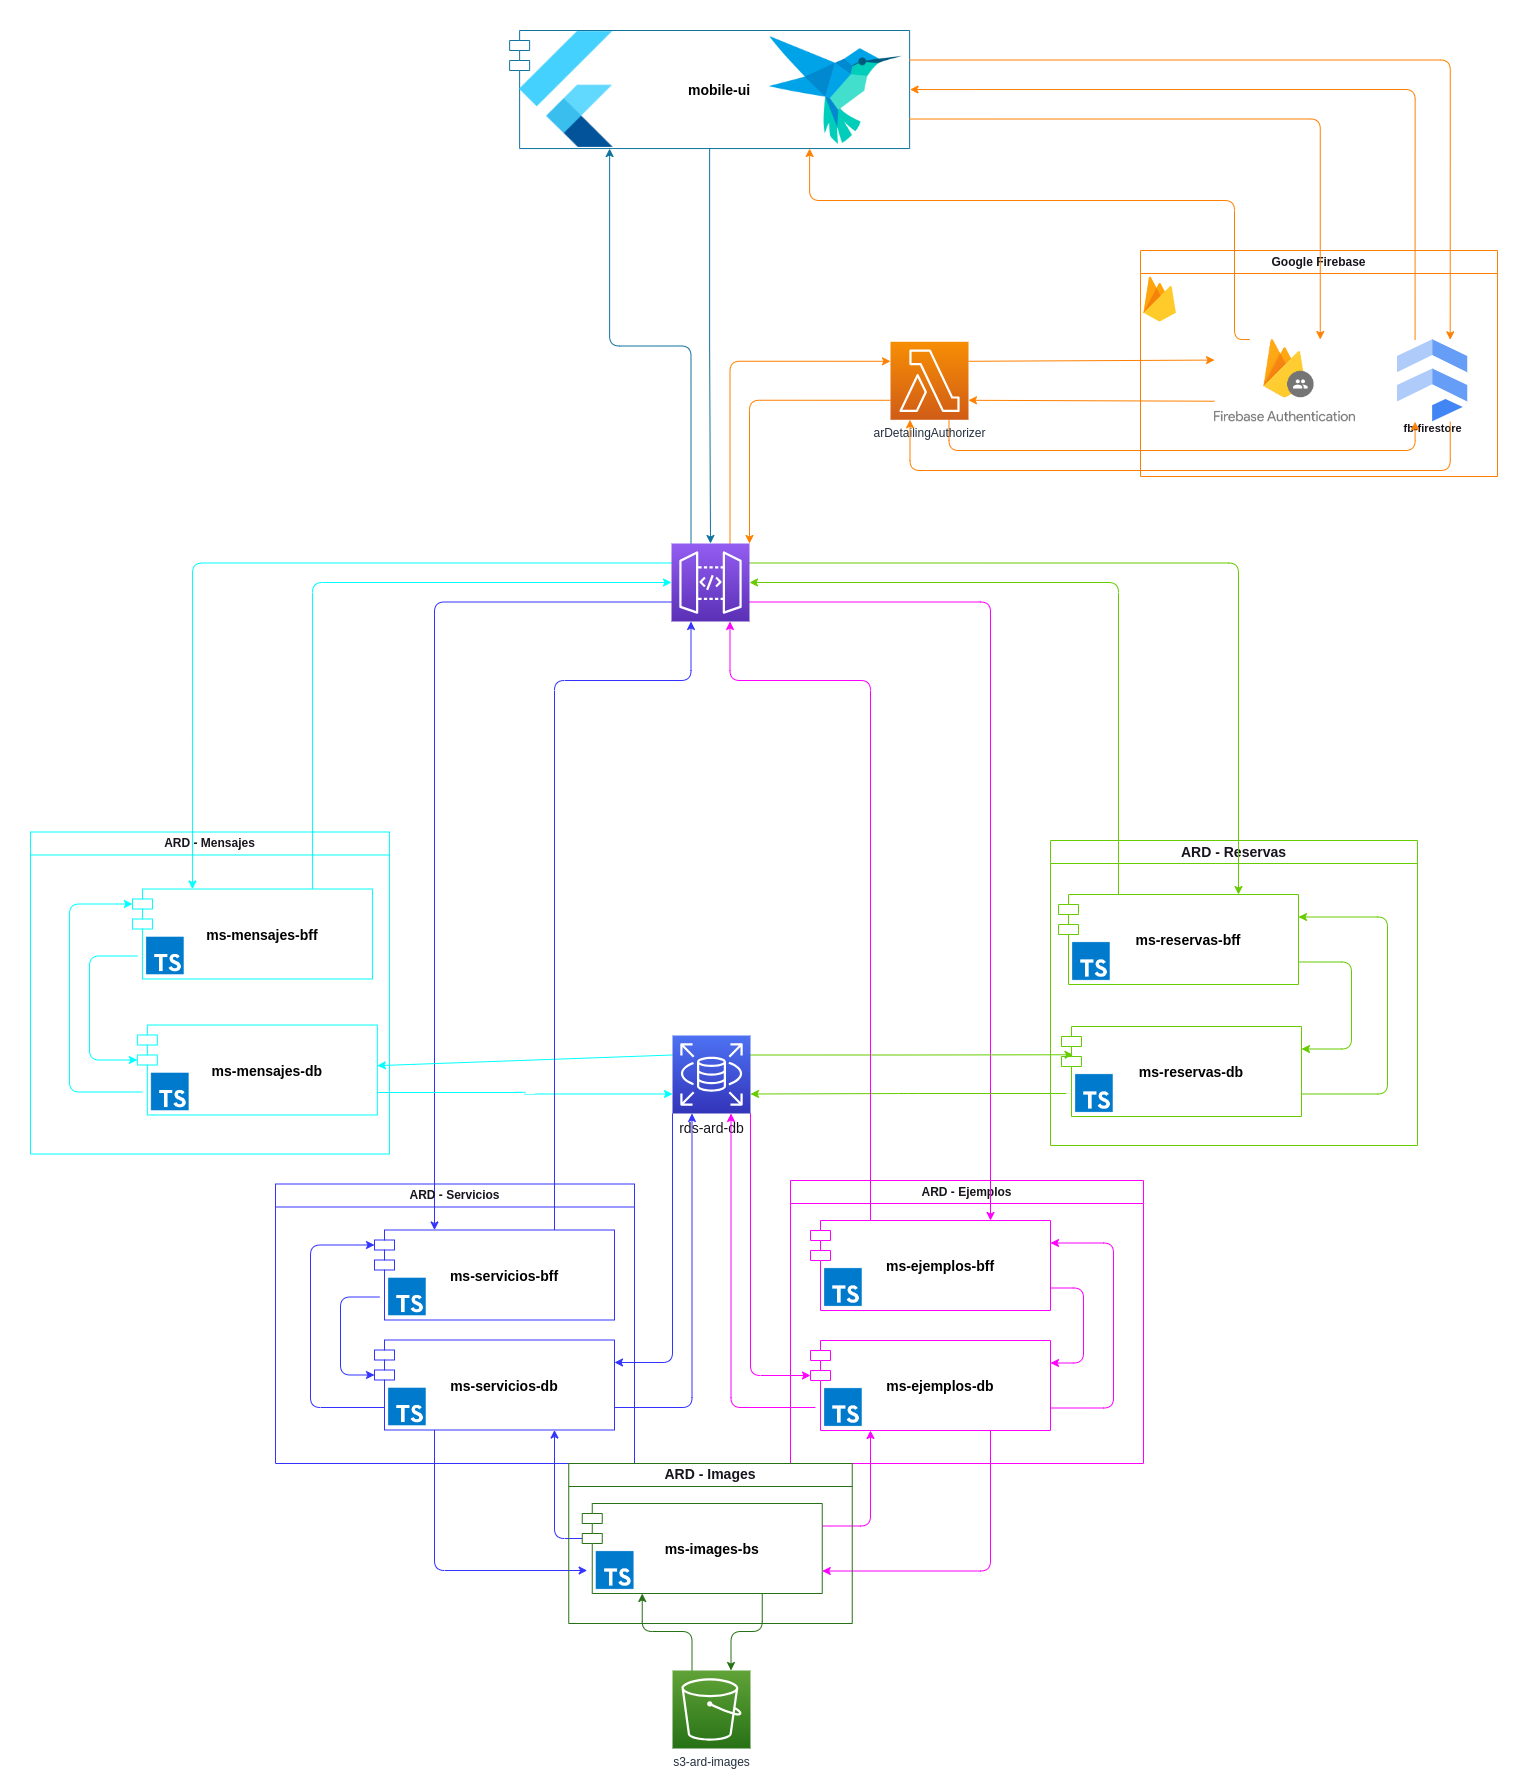 mobile-ui
Google Firebase
Firebase Authentication
fb-firestore
arDetailingAuthorizer
ARD - Mensajes
ms-mensajes-bff
TS
ms-mensajes-db
TS
ARD - Reservas
ms-reservas-bff
TS
ms-reservas-db
TS
rds-ard-db
ARD - Servicios
ms-servicios-bff
TS
ms-servicios-db
TS
ARD - Ejemplos
ms-ejemplos-bff
TS
ms-ejemplos-db
TS
ARD - Images
ms-images-bs
TS
s3-ard-images